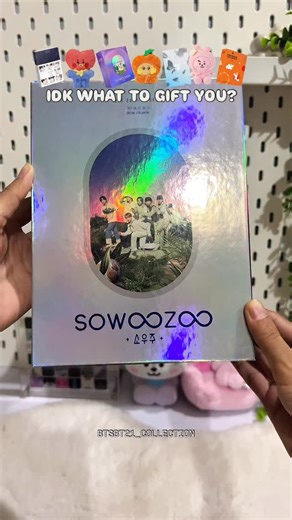 IDK WHAT TO GIFT YOU?
SOWOOZOO
• 소우주 •
BTSBT21_COLLECTION